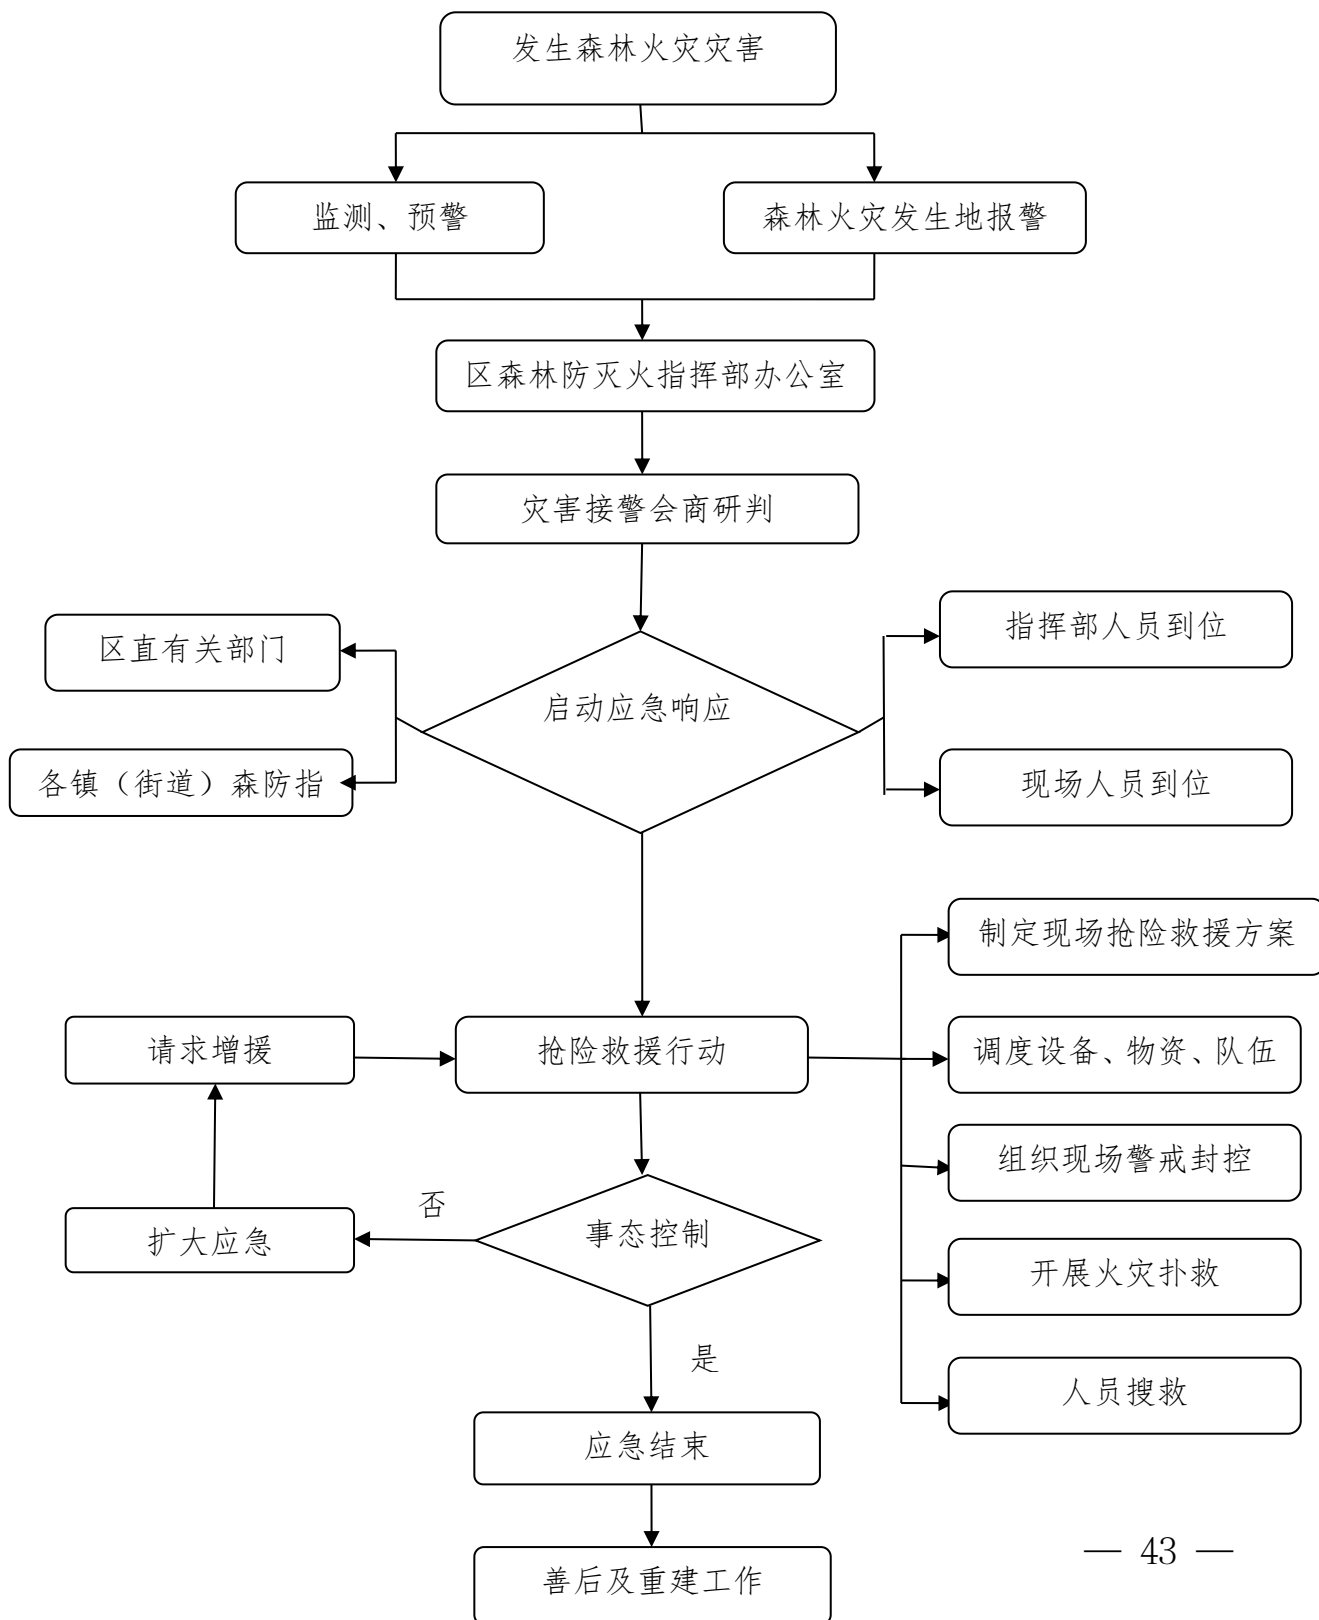 发生森林火灾灾害
监测、预警
森林火灾发生地报警
区森林防灭火指挥部办公室
灾害接警会商研判
启动应急响应
区直有关部门
各镇（街道）森防指
指挥部人员到位
现场人员到位
抢险救援行动
请求增援
扩大应急
制定现场抢险救援方案
调度设备、物资、队伍
组织现场警戒封控
开展火灾扑救
人员搜救
事态控制
否
是
应急结束
善后及重建工作
— 43 —